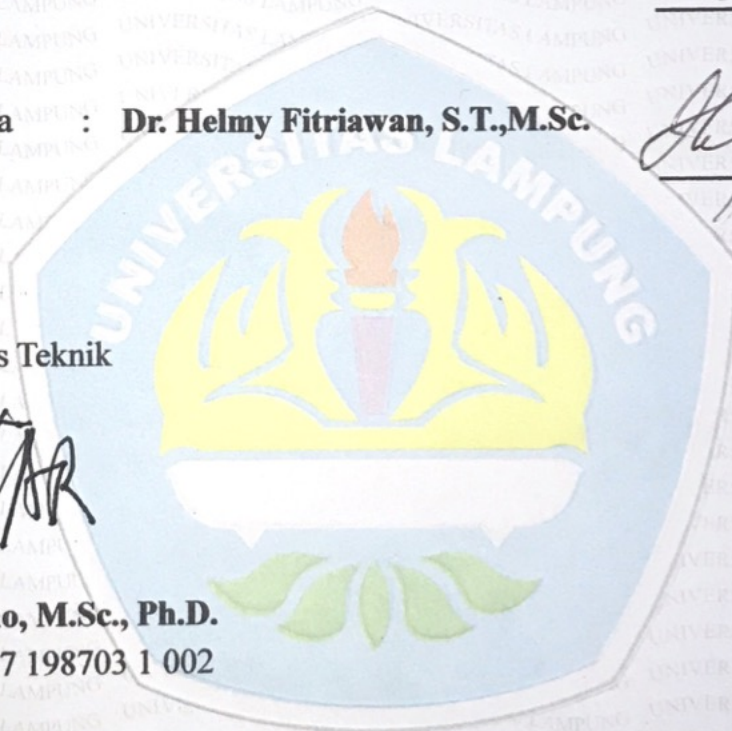 a : Dr. Helmy Fitriawan, S.T.,M.Sc.
UNIVERSITAS LAMPUNG
s Teknik
o, M.Sc., Ph.D.
7 198703 1 002